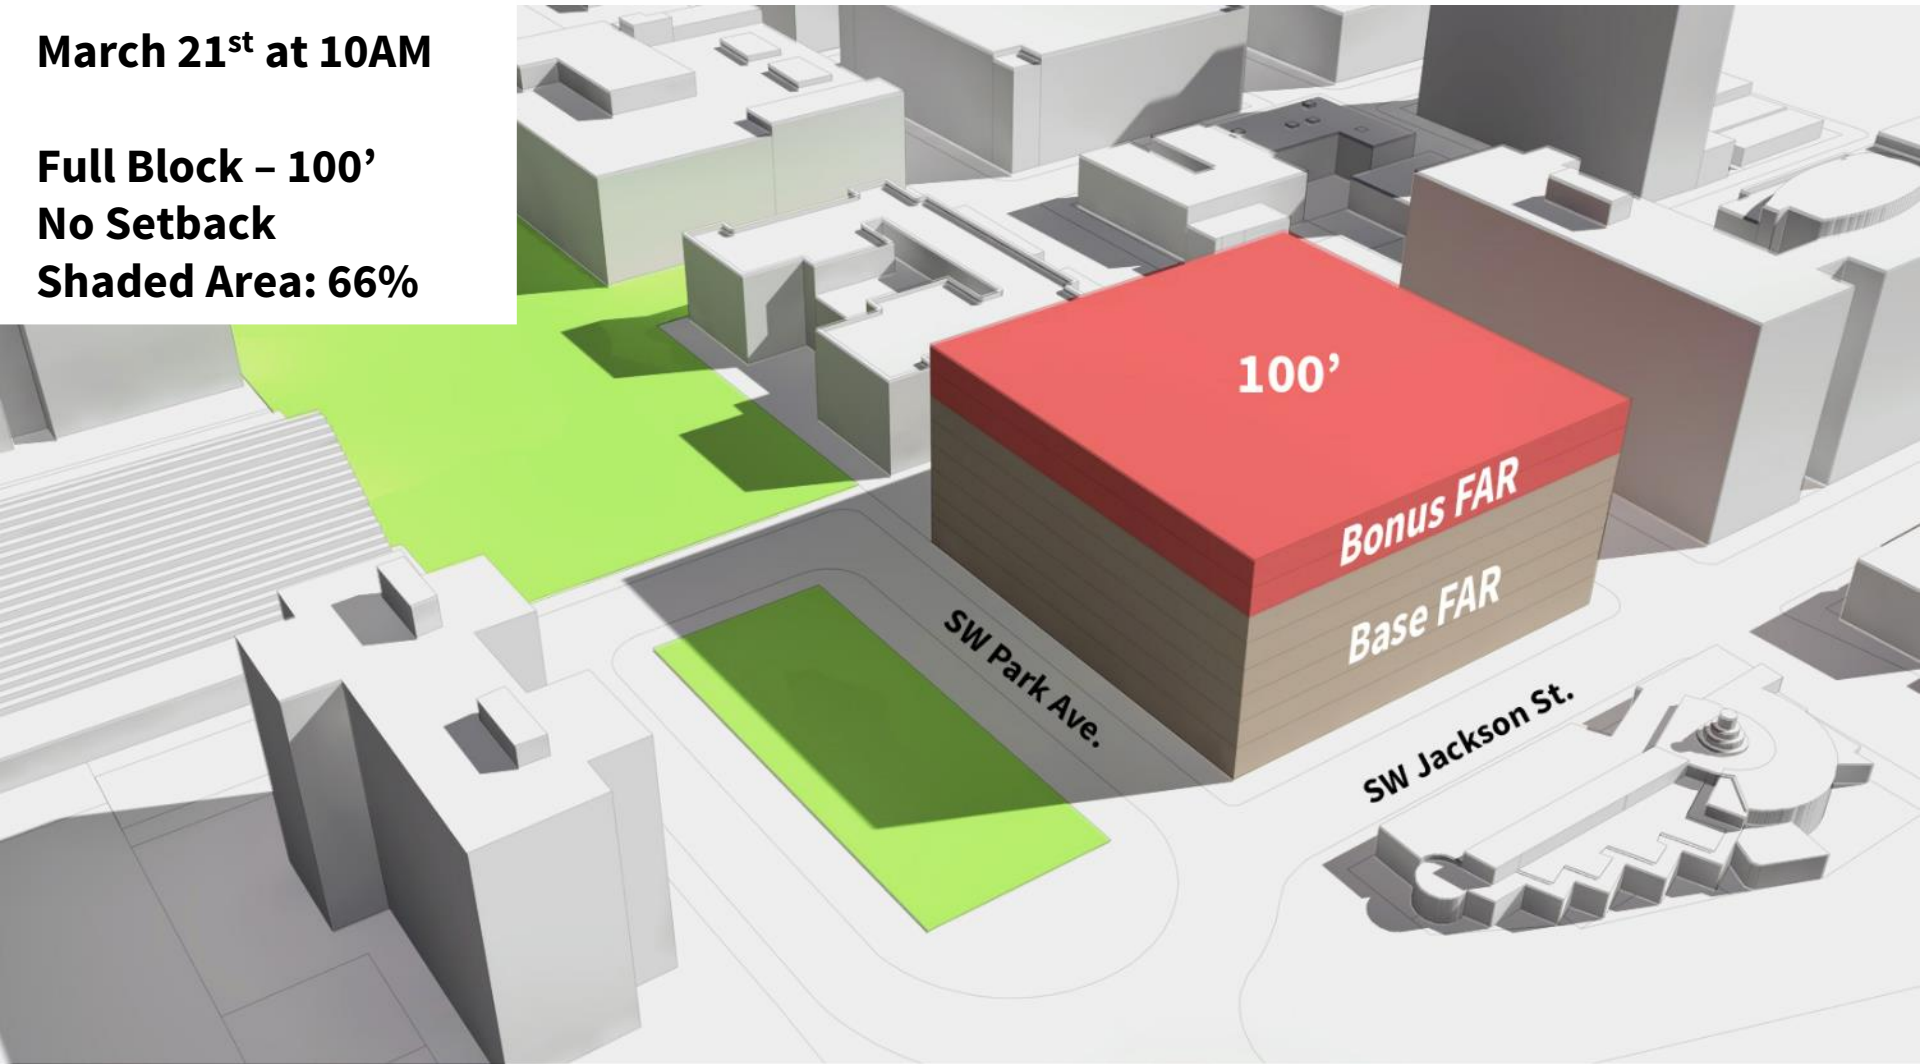 March 21st at 10AM
Full Block – 100’
No Setback
Shaded Area: 66%
100’
Bonus FAR
Base FAR
SW Park Ave.
SW Jackson St.